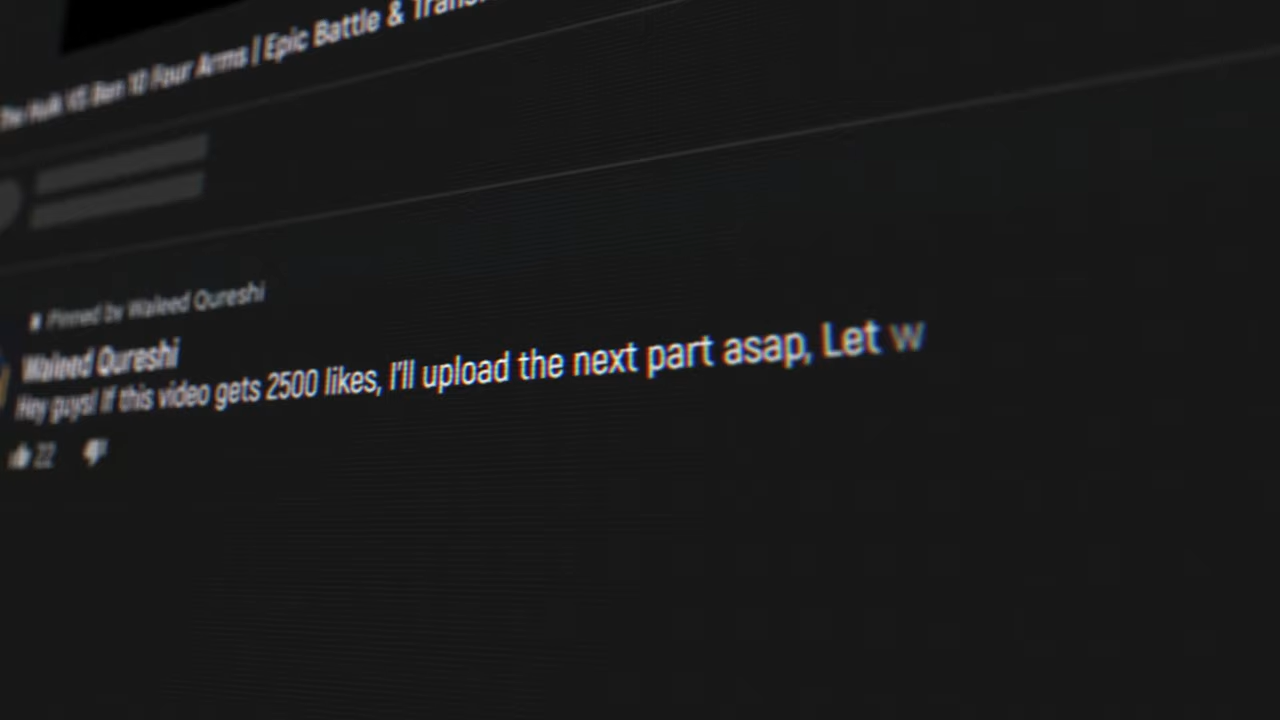 The Hulk VS Ben 10 Four Arms | Epic Battle &
Pinned by Waleed Qureshi
Waleed Qureshi
Hey guys! If this video gets 2500 likes, I'll upload the next part asap, Let w
22